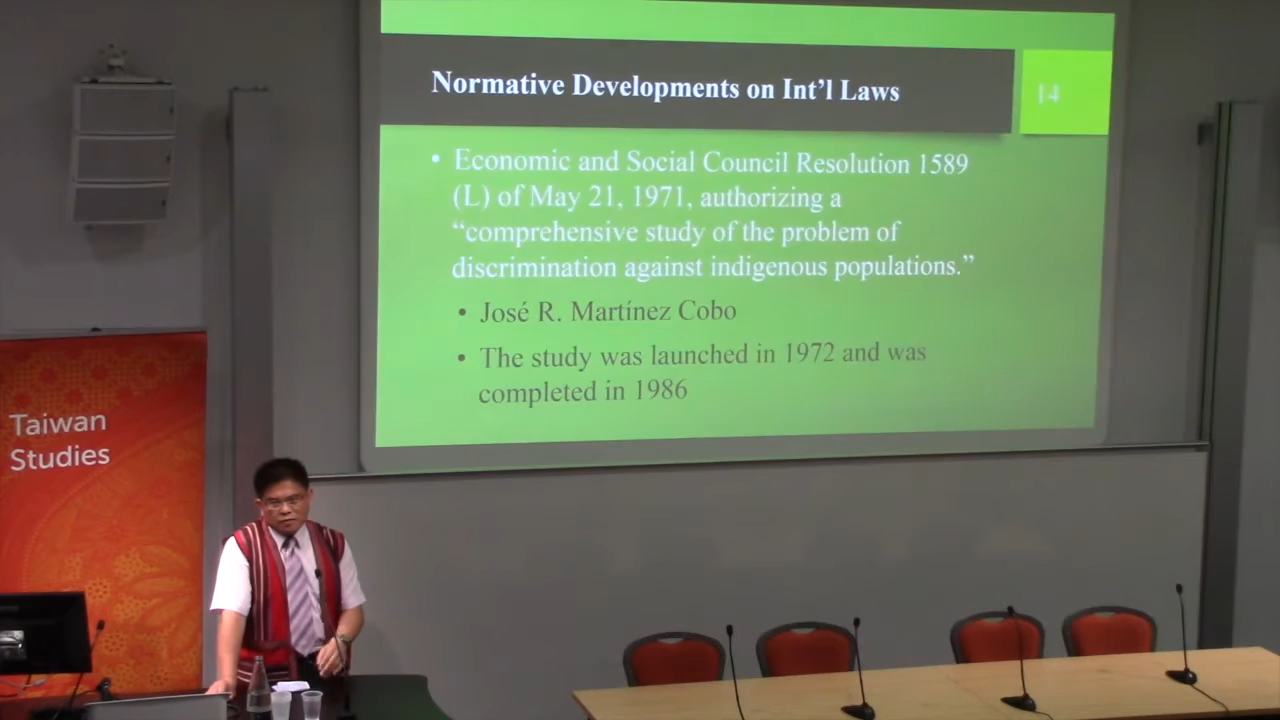 Normative Developments on Int'l Laws
14
• Economic and Social Council Resolution 1589
(L) of May 21, 1971, authorizing a
“comprehensive study of the problem of
discrimination against indigenous populations.”
• José R. Martínez Cobo
• The study was launched in 1972 and was
completed in 1986
Taiwan
Studies